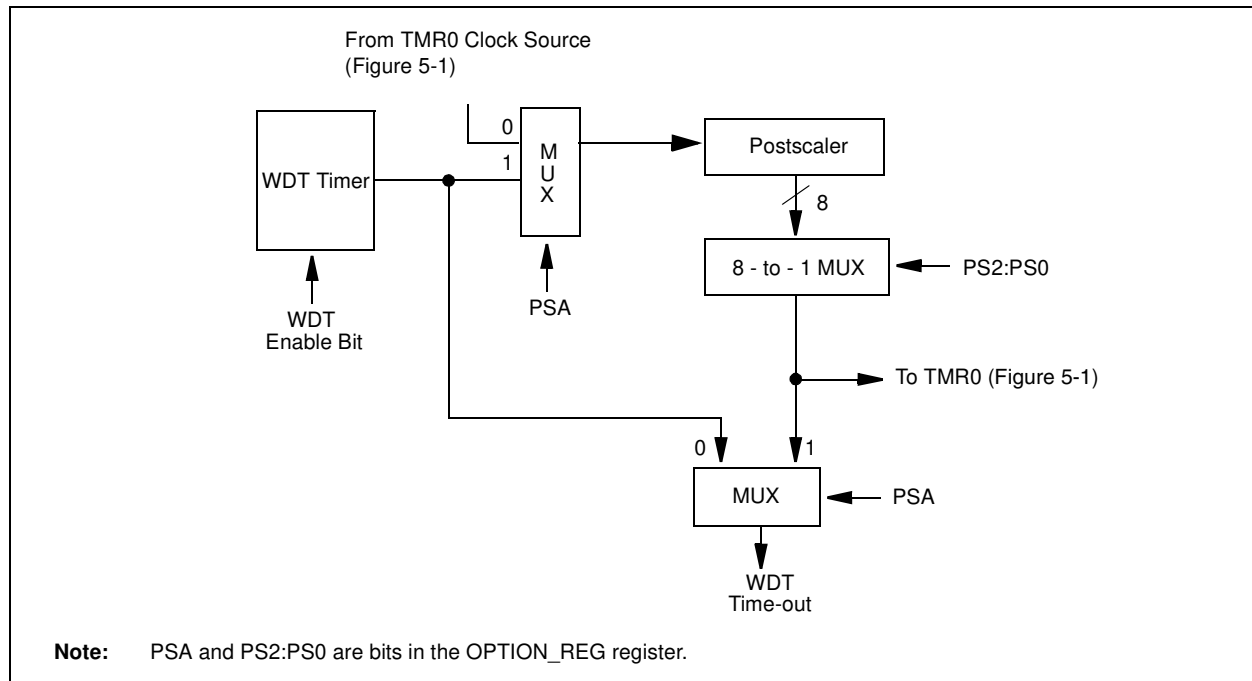 From TMR0 Clock Source
(Figure 5-1)
0
1
M
U
X
WDT Timer
Postscaler
8
8 - to - 1 MUX
PS2:PS0
PSA
WDT
Enable Bit
To TMR0 (Figure 5-1)
0
1
MUX
PSA
WDT
Time-out
Note: PSA and PS2:PS0 are bits in the OPTION_REG register.